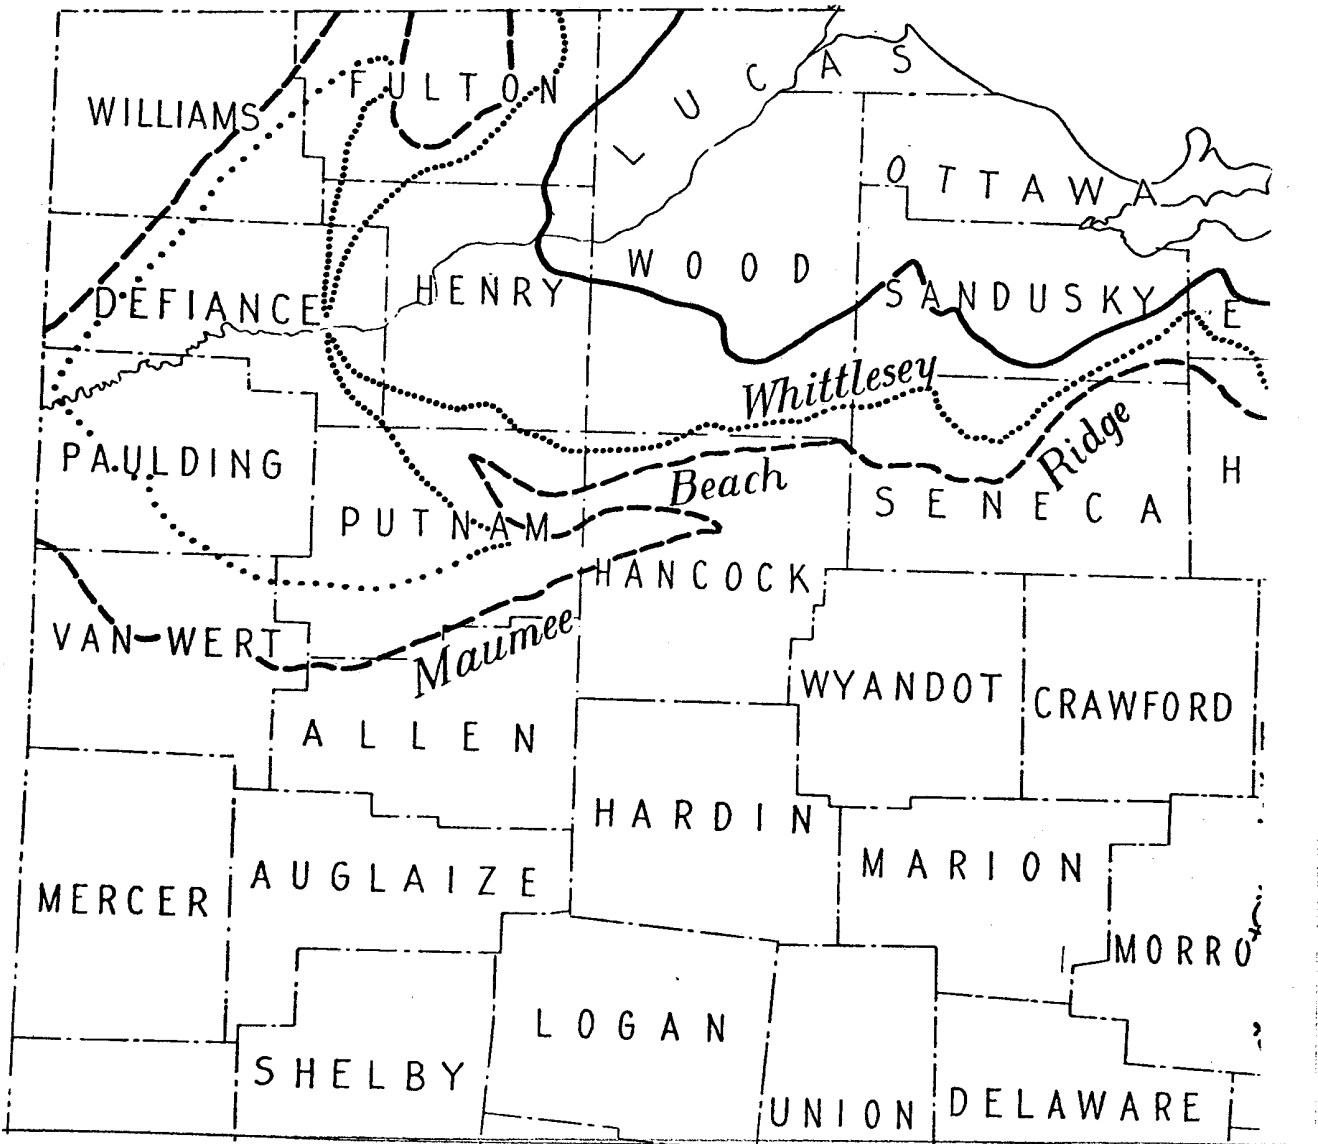 LUCAS
FULTON
WILLIAMS
OTTAWA
WOOD
HENRY
DEFIANCE
SANDUSKY
E
Whittlesey
Ridge
PAULDING
H
Beach
SENECA
PUTNAM
HANCOCK
VAN WERT
Maumee
WYANDOT
CRAWFORD
ALLEN
HARDIN
MARION
AUGLAIZE
MERCER
MORRO
LOGAN
SHELBY
UNION
DELAWARE